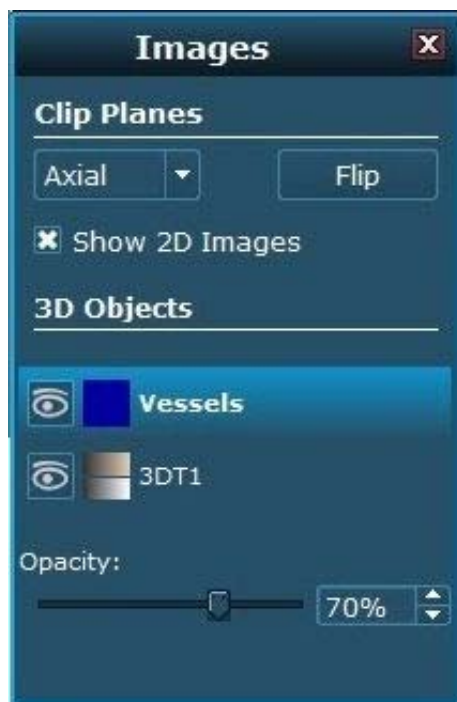 Images
Clip Planes
Axial
Flip
Show 2D Images
3D Objects
Vessels
3DT1
Opacity:
70%